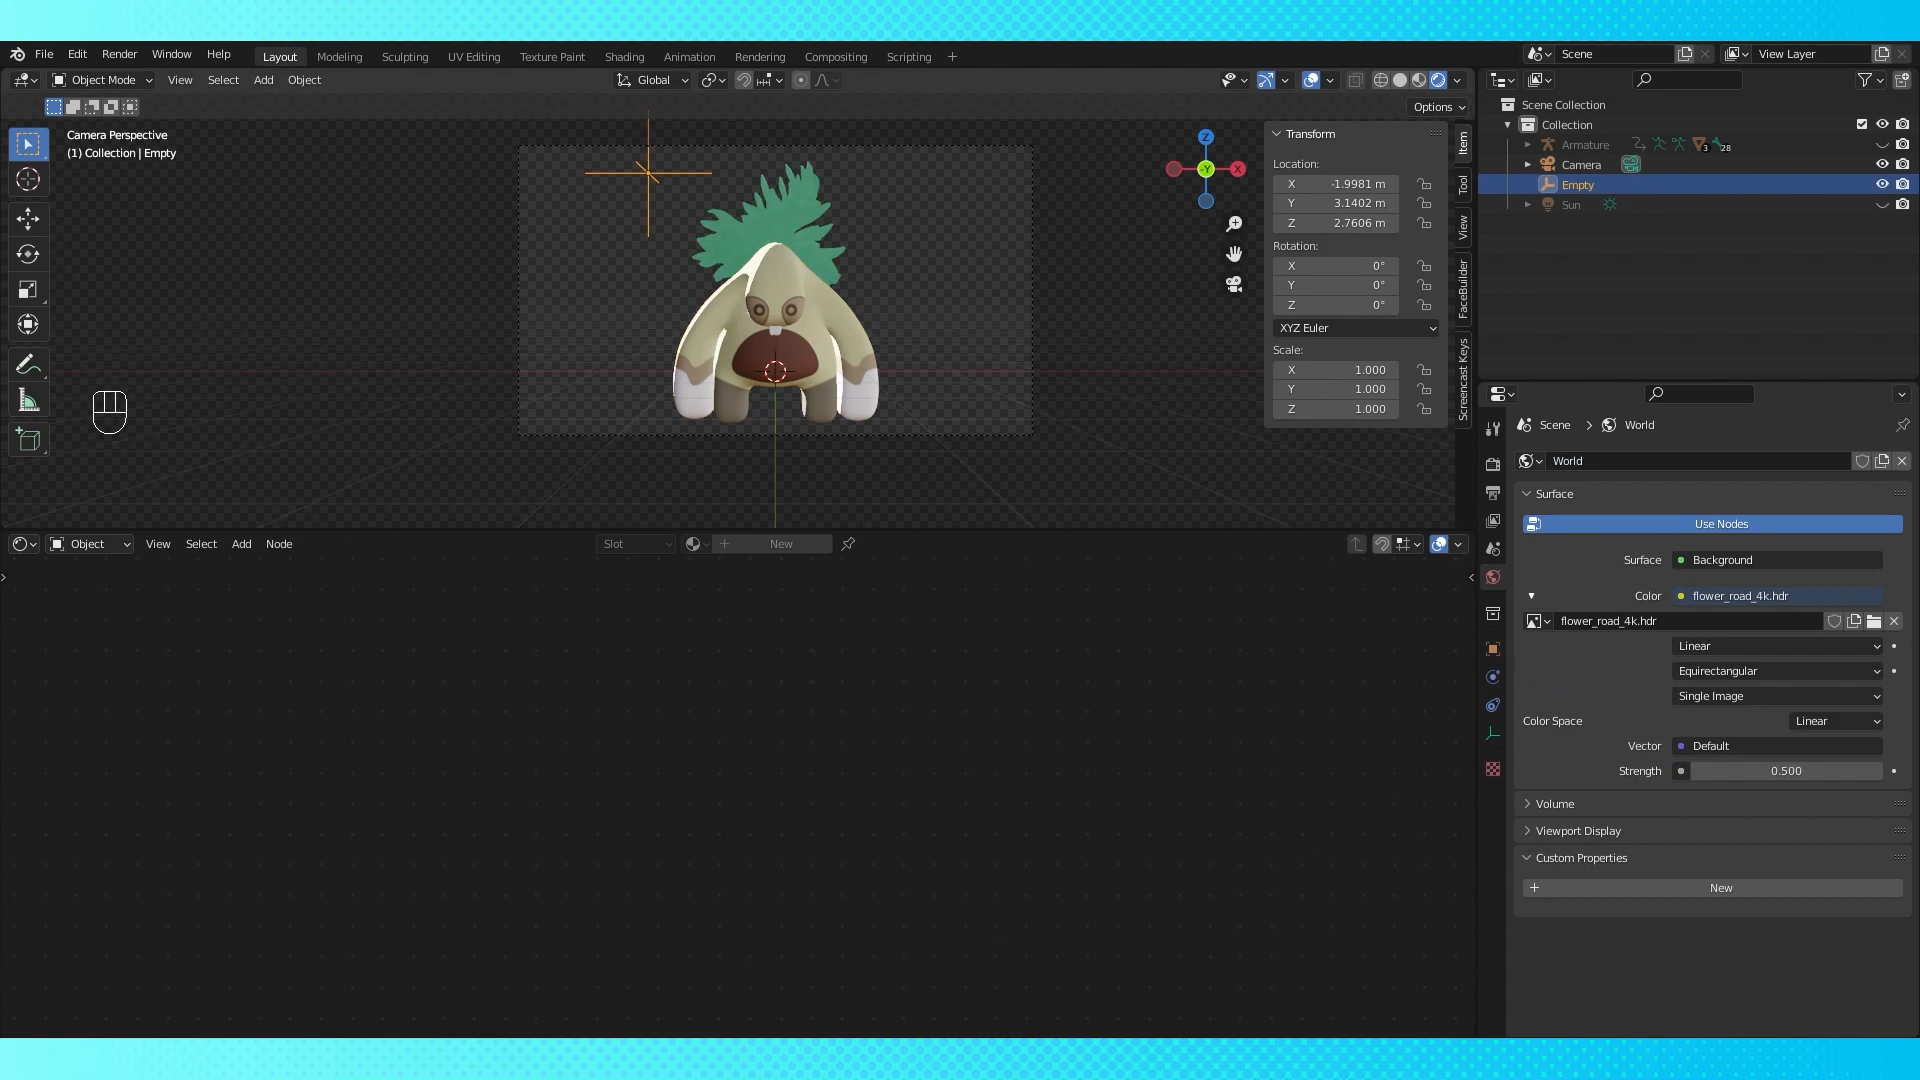 File Edit Render Window Help Layout Modeling Sculpting UV Editing Texture Paint Shading Animation Rendering Compositing Scripting + Scene View Layer
Object Mode View Select Add Object Global
Options
Camera Perspective
(1) Collection | Empty
Transform
Location:
X -1.9981 m
Y 3.1402 m
Z 2.7606 m
Rotation:
X 0°
Y 0°
Z 0°
XYZ Euler
Scale:
X 1.000
Y 1.000
Z 1.000
Item
Tool
View
FaceBuilder
Screencast Keys
Z
Y
X
Scene Collection
Collection
Armature 3 28
Camera
Empty
Sun
Scene > World
World
Surface
Use Nodes
Surface Background
Color flower_road_4k.hdr
flower_road_4k.hdr
Linear
Equirectangular
Single Image
Color Space Linear
Vector Default
Strength 0.500
Volume
Viewport Display
Custom Properties
+ New
Object View Select Add Node Slot + New